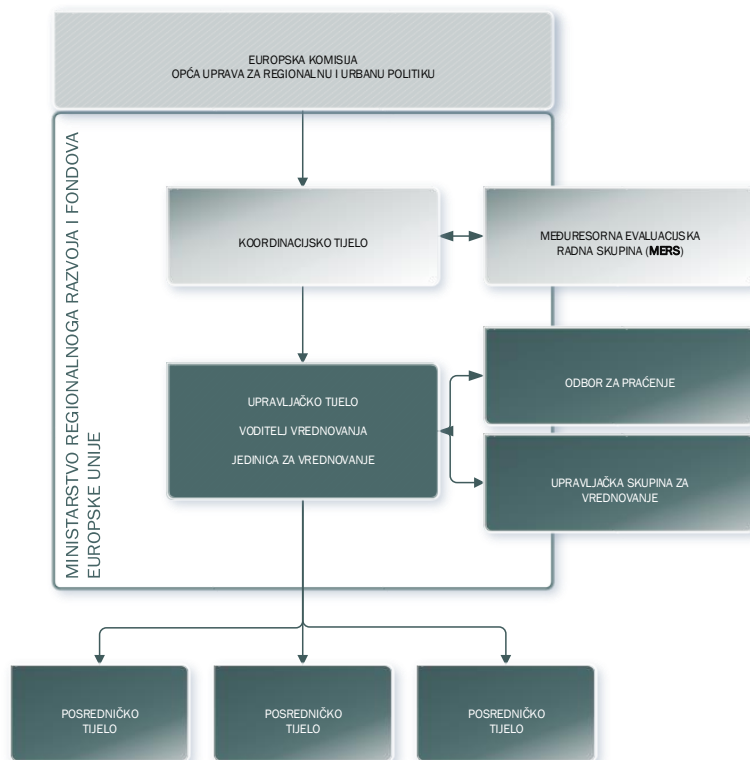 EUROPSKA KOMISIJA
OPĆA UPRAVA ZA REGIONALNU I URBANU POLITIKU
MINISTARSTVO REGIONALNOGA RAZVOJA I FONDOVA
EUROPSKE UNIJE
KOORDINACIJSKO TIJELO
MEĐURESORNA EVALUACIJSKA
RADNA SKUPINA (MERS)
UPRAVLJAČKO TIJELO
VODITELJ VREDNOVANJA
JEDINICA ZA VREDNOVANJE
ODBOR ZA PRAĆENJE
UPRAVLJAČKA SKUPINA ZA
VREDNOVANJE
POSREDNIČKO
TIJELO
POSREDNIČKO
TIJELO
POSREDNIČKO
TIJELO